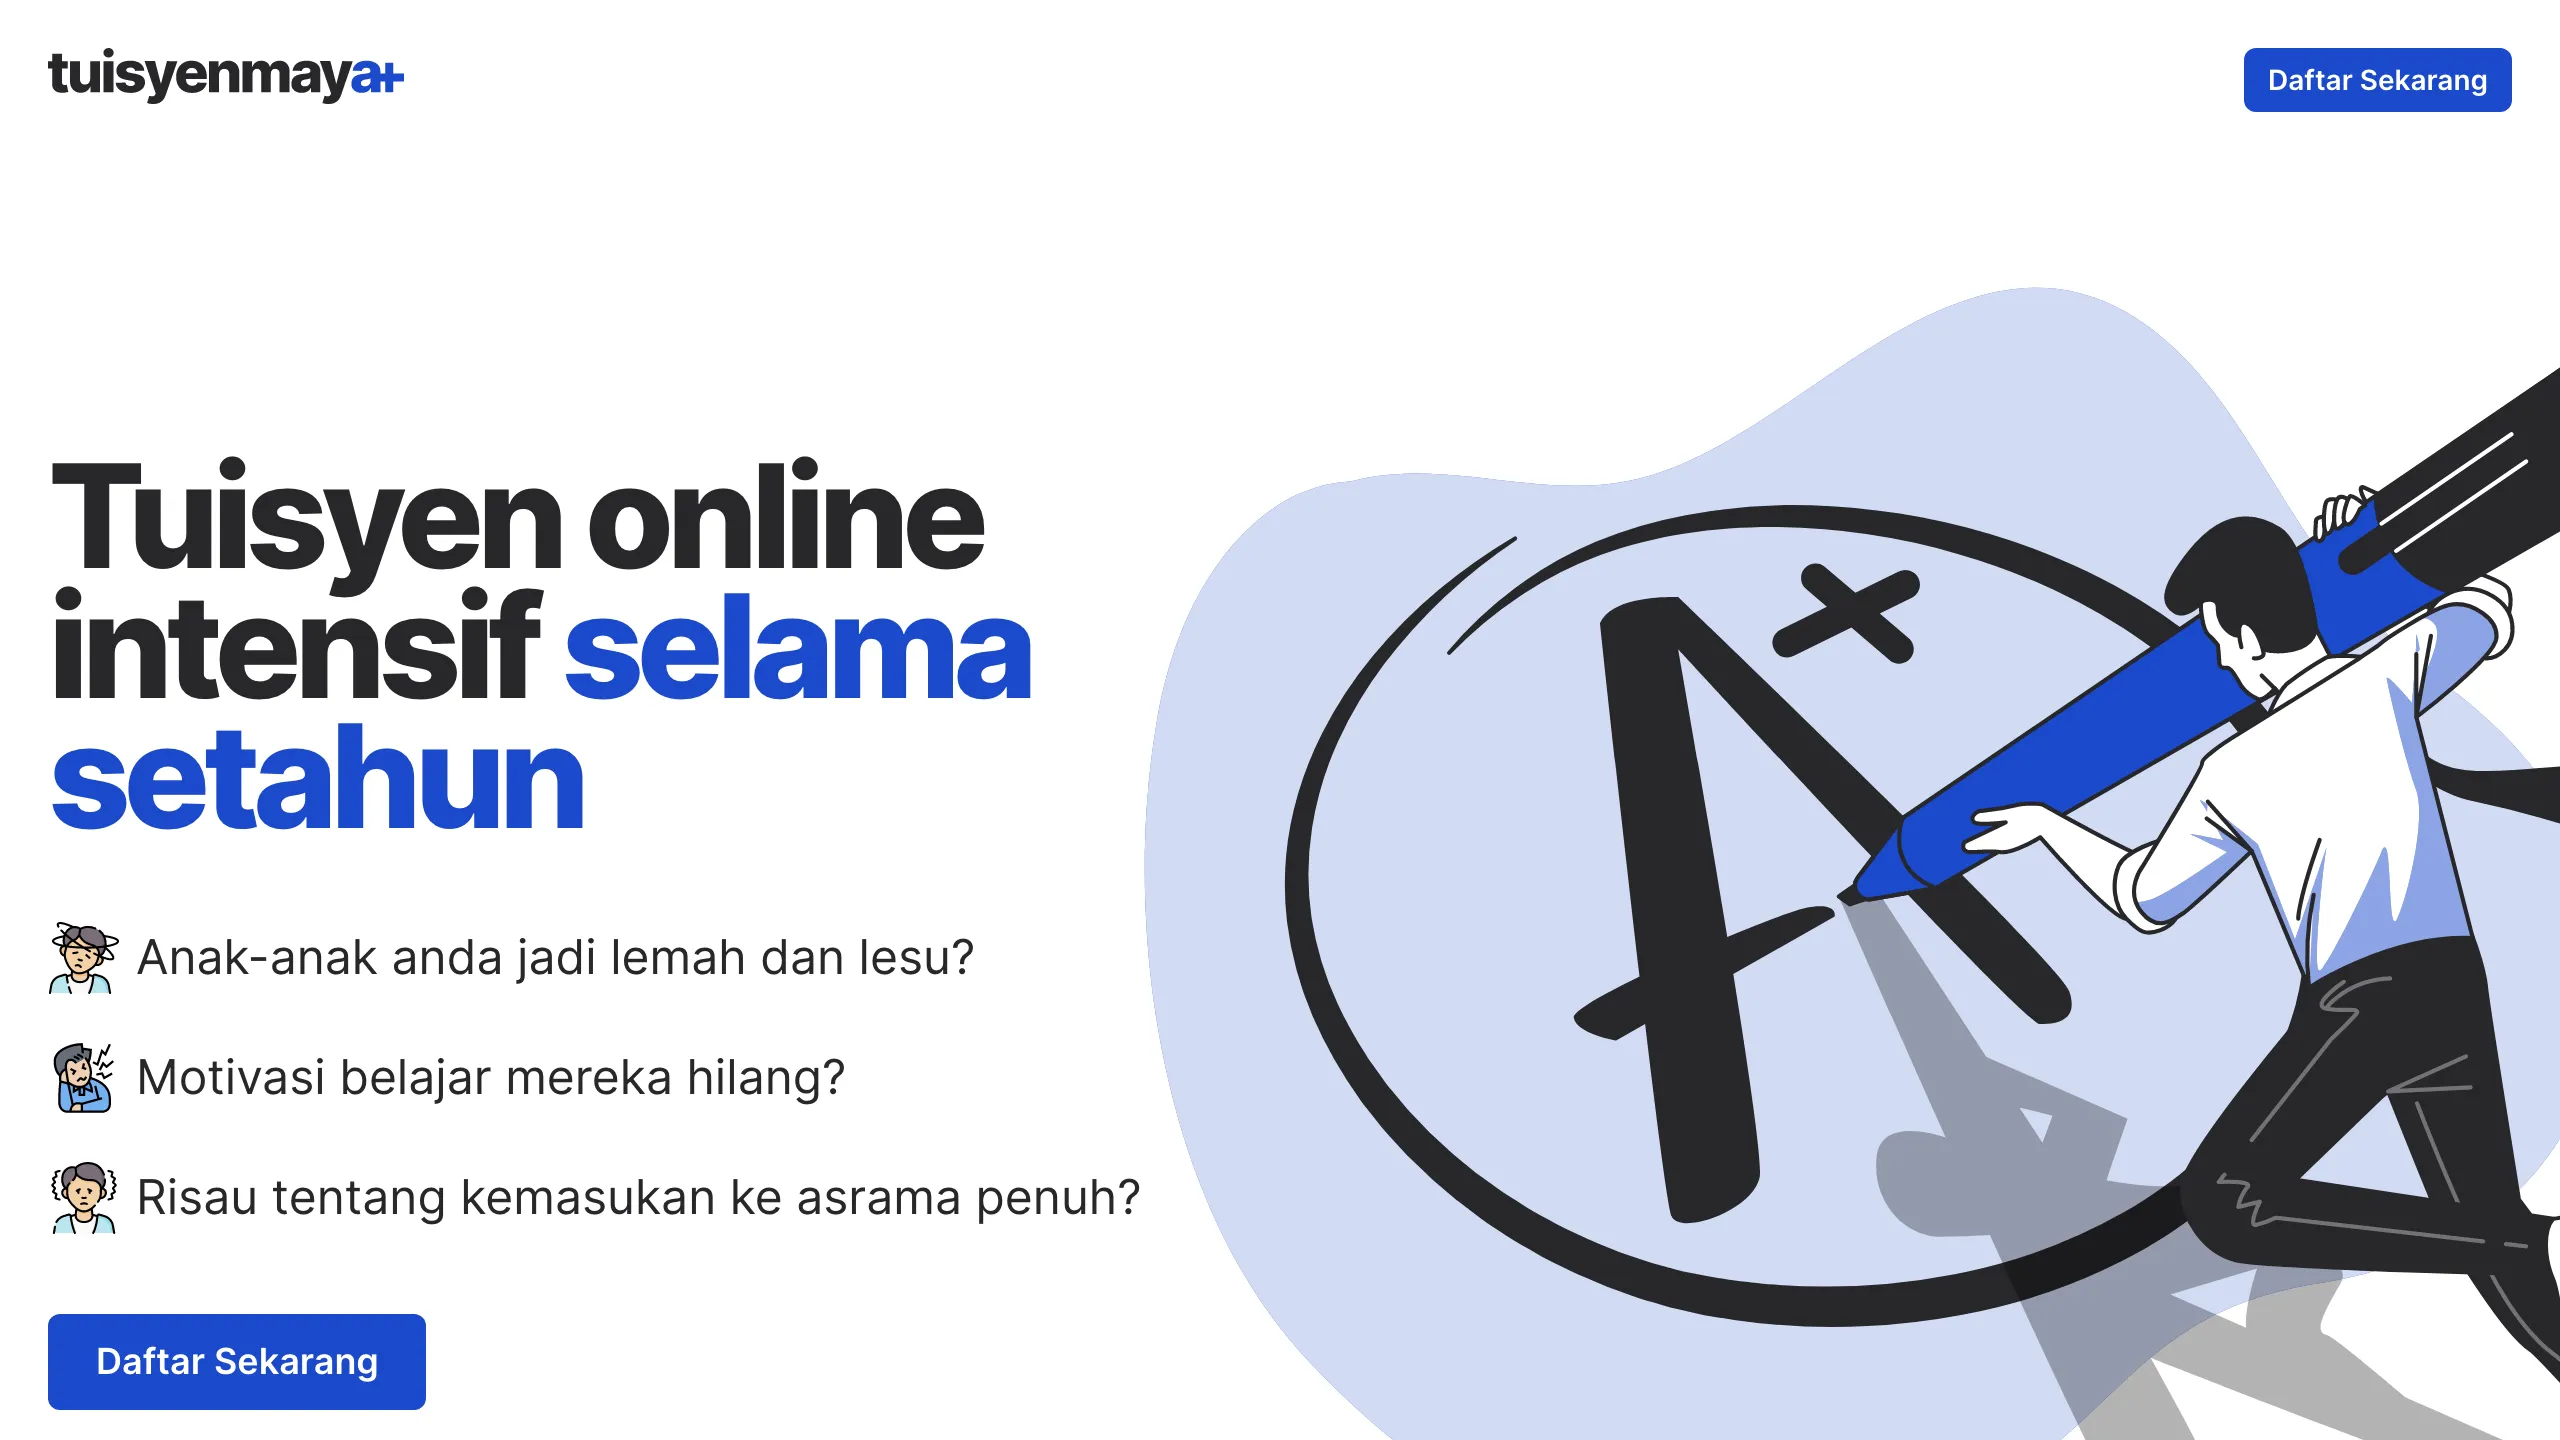 tuisyenmaya+
Daftar Sekarang
Tuisyen online
intensif selama
setahun
Anak-anak anda jadi lemah dan lesu?
Motivasi belajar mereka hilang?
Risau tentang kemasukan ke asrama penuh?
Daftar Sekarang
A+